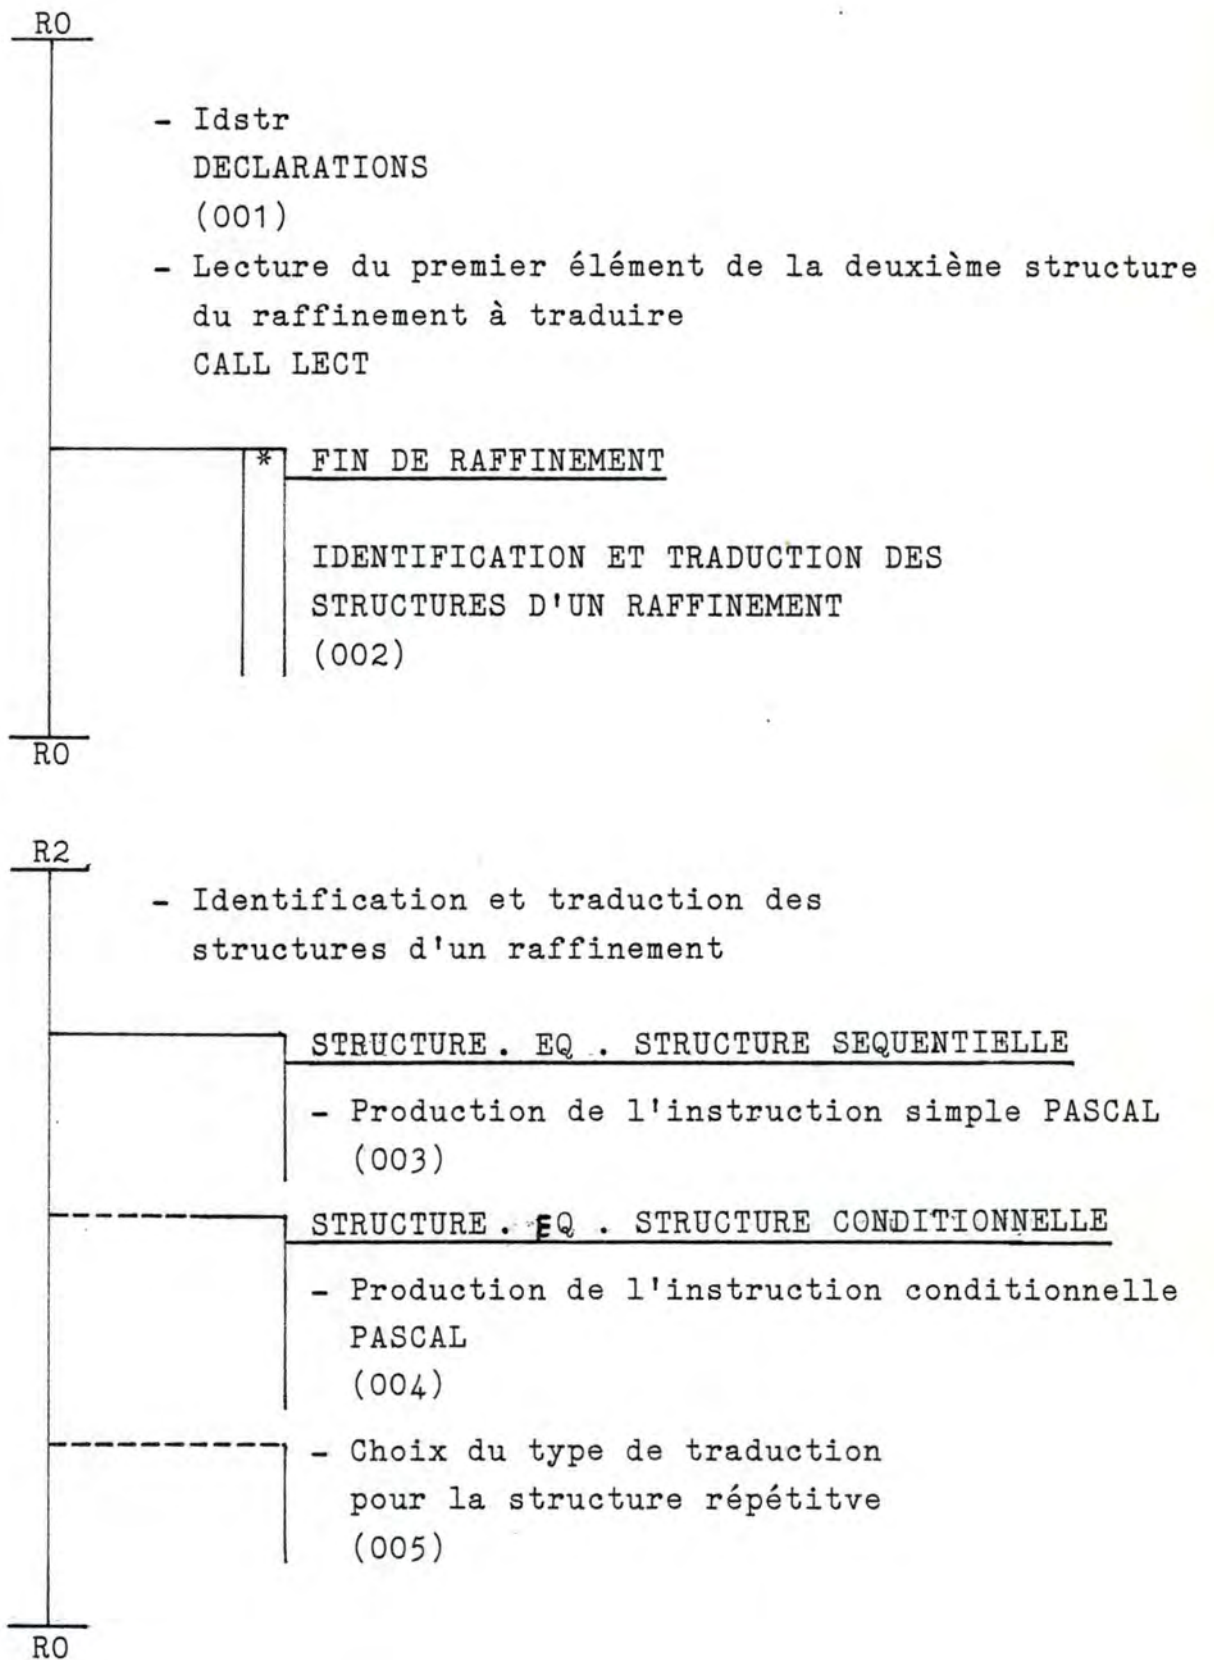 RO
- Idstr
DECLARATIONS
(001)
- Lecture du premier élément de la deuxième structure
du raffinement à traduire
CALL LECT
* FIN DE RAFFINEMENT
IDENTIFICATION ET TRADUCTION DES
STRUCTURES D'UN RAFFINEMENT
(002)
RO
R2
- Identification et traduction des
structures d'un raffinement
STRUCTURE . EQ . STRUCTURE SEQUENTIELLE
- Production de l'instruction simple PASCAL
(003)
STRUCTURE . EQ . STRUCTURE CONDITIONNELLE
- Production de l'instruction conditionnelle
PASCAL
(004)
- Choix du type de traduction
pour la structure répétitve
(005)
RO